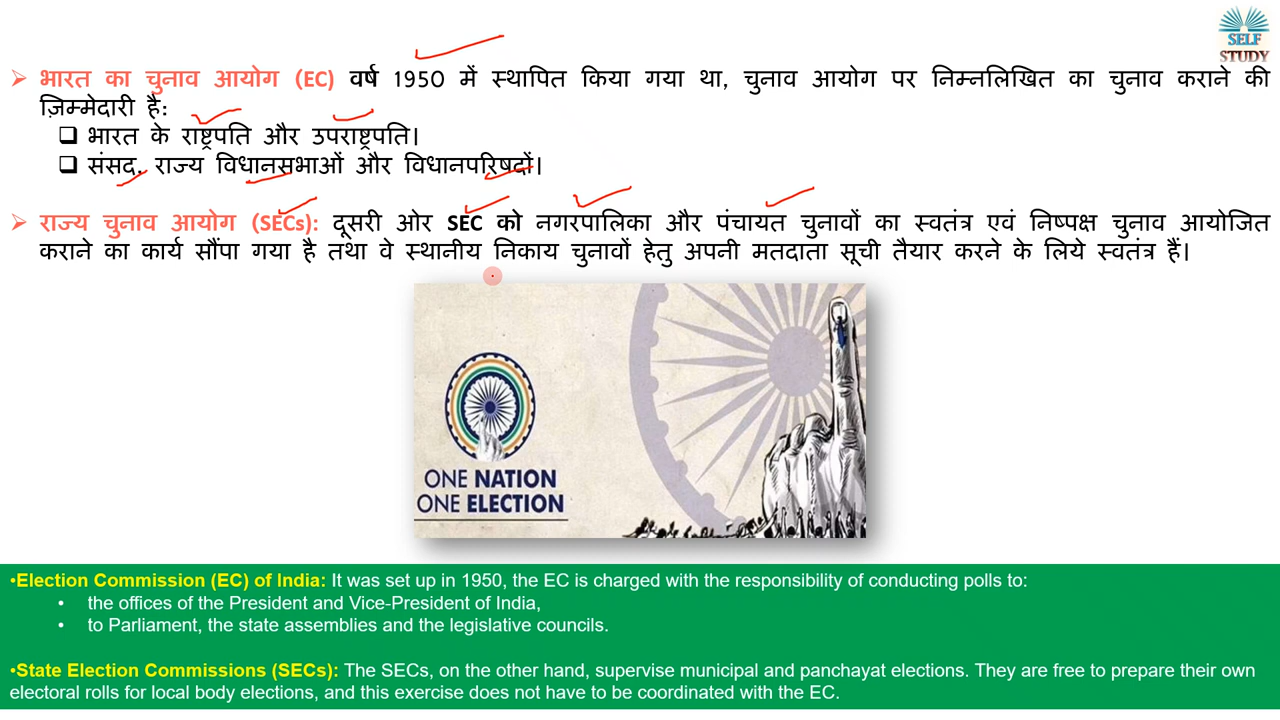 SELF
STUDY
➢ भारत का चुनाव आयोग (EC) वर्ष 1950 में स्थापित किया गया था, चुनाव आयोग पर निम्नलिखित का चुनाव कराने की
ज़िम्मेदारी है:
❑ भारत के राष्ट्रपति और उपराष्ट्रपति।
❑ संसद, राज्य विधानसभाओं और विधानपरिषदों।
➢ राज्य चुनाव आयोग (SECs): दूसरी ओर SEC को नगरपालिका और पंचायत चुनावों का स्वतंत्र एवं निष्पक्ष चुनाव आयोजित
कराने का कार्य सौंपा गया है तथा वे स्थानीय निकाय चुनावों हेतु अपनी मतदाता सूची तैयार करने के लिये स्वतंत्र हैं।
ONE NATION
ONE ELECTION
•Election Commission (EC) of India: It was set up in 1950, the EC is charged with the responsibility of conducting polls to:
• the offices of the President and Vice-President of India,
• to Parliament, the state assemblies and the legislative councils.
•State Election Commissions (SECs): The SECs, on the other hand, supervise municipal and panchayat elections. They are free to prepare their own
electoral rolls for local body elections, and this exercise does not have to be coordinated with the EC.